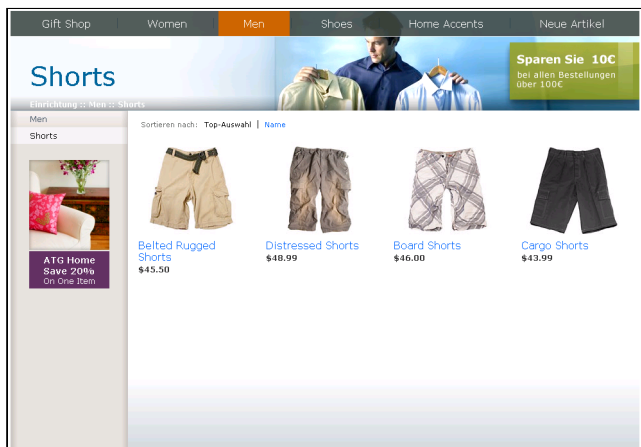 Gift Shop
Women
Men
Shoes
Home Accents
Neue Artikel
Shorts
Sparen Sie 10€
bei allen Bestellungen
über 100€
Einrichtung :: Men :: Shorts
Men
Shorts
Sortieren nach: Top-Auswahl | Name
ATG Home
Save 20%
On One Item
Belted Rugged
Shorts
$45.50
Distressed Shorts
$48.99
Board Shorts
$46.00
Cargo Shorts
$43.99